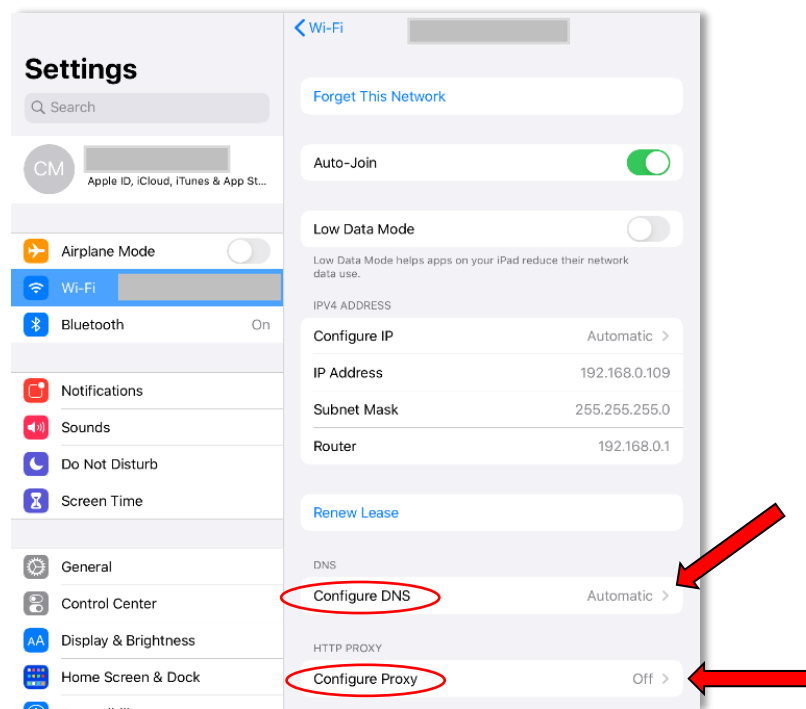 Settings
Search
CM
Apple ID, iCloud, iTunes & App St...
Airplane Mode
Wi-Fi
Bluetooth On
Notifications
Sounds
Do Not Disturb
Screen Time
General
Control Center
AA Display & Brightness
Home Screen & Dock
Wi-Fi
Forget This Network
Auto-Join
Low Data Mode
Low Data Mode helps apps on your iPad reduce their network
data use.
IPV4 ADDRESS
Configure IP Automatic
IP Address 192.168.0.109
Subnet Mask 255.255.255.0
Router 192.168.0.1
Renew Lease
DNS
Configure DNS Automatic
HTTP PROXY
Configure Proxy Off